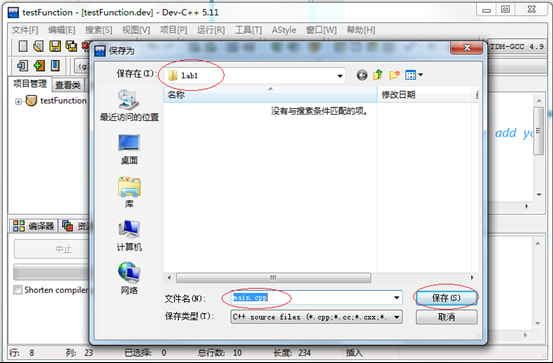 testFunction - [testFunction.dev] - Dev-C++ 5.11
文件[F] 编辑[E] 搜索[S] 视图[V] 项目[P] 运行[R] 工具[T] AStyle 窗口[W] 帮助[H]
另存为
TDM-GCC 4.9
(g
保存在(I): lab1
项目管理 查看类
testFunction
名称 修改日期
没有与搜索条件匹配的项。
最近访问的位置
add yo
桌面
库
编译器 资源
计算机
中止
网络
Shorten compiler
文件名(N): main.cpp 保存(S)
保存类型(T): C++ source files (*.cpp;*.cc;*.cxx;*. 取消
行: 8 列: 23 已选择: 0 总行数: 10 长度: 234 插入